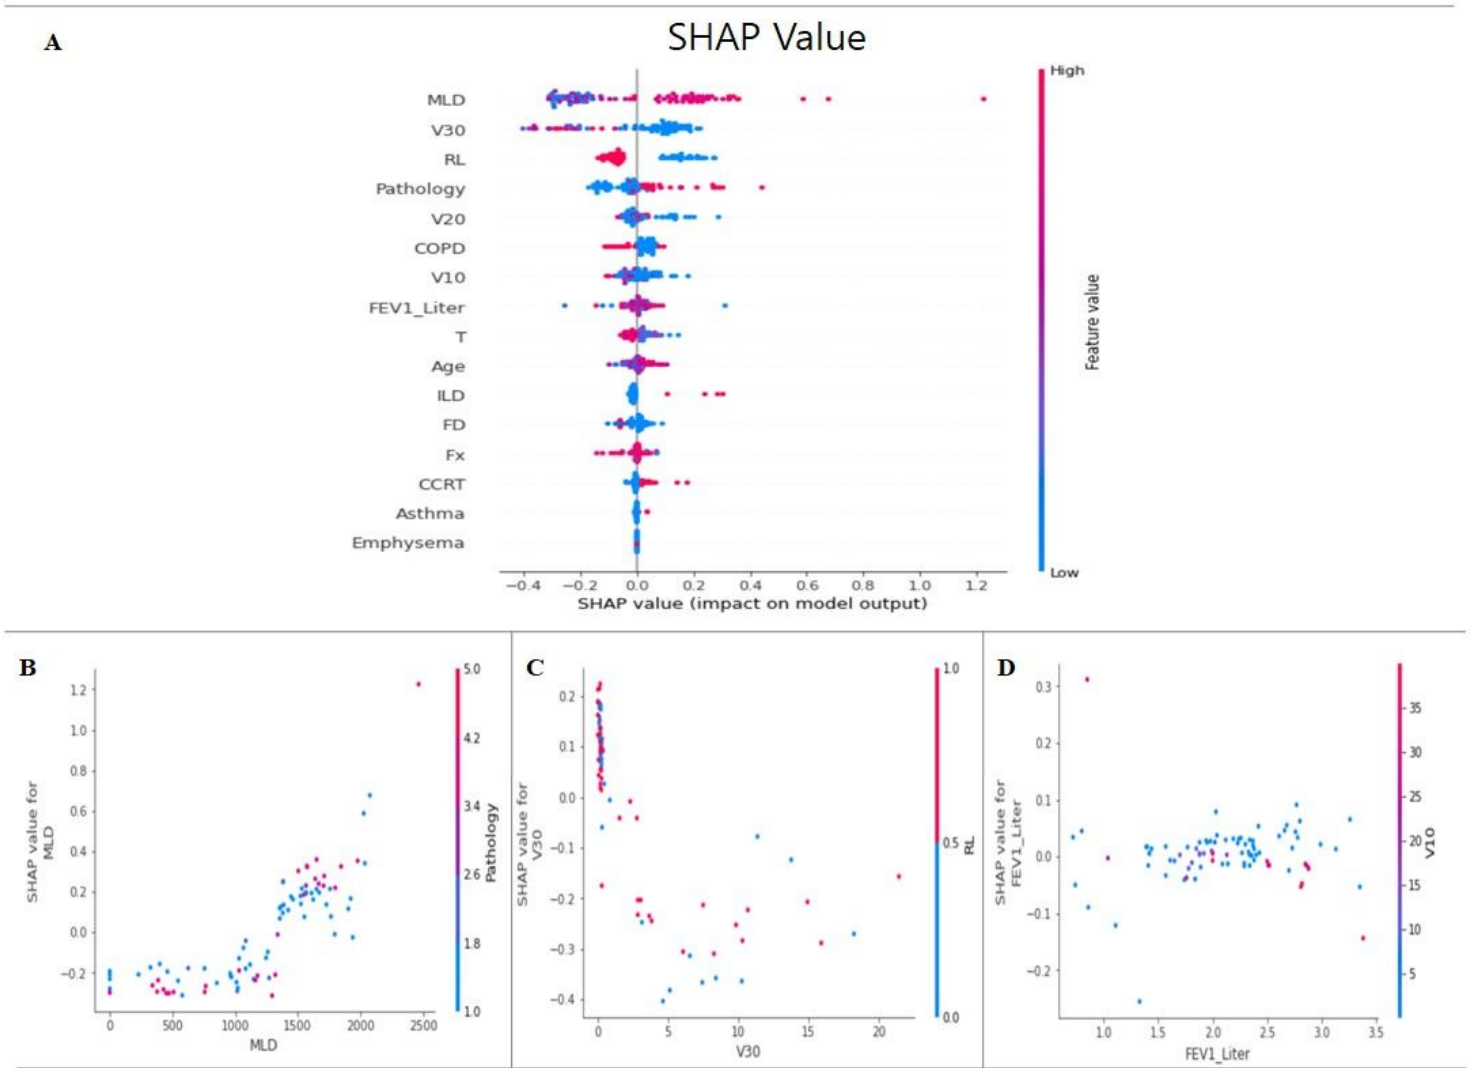 A
SHAP Value
High
MLD
V30
RL
Pathology
V20
COPD
V10
FEV1_Liter
T
Age
ILD
FD
Fx
CCRT
Asthma
Emphysema
Feature value
Low
−0.4 −0.2 0.0 0.2 0.4 0.6 0.8 1.0 1.2
SHAP value (impact on model output)
B
1.2
1.0
0.8
0.6
0.4
0.2
0.0
−0.2
SHAP value for
MLD
0 500 1000 1500 2000 2500
MLD
5.0
4.2
3.4
2.6
1.8
1.0
Pathology
C
0.2
0.1
0.0
−0.1
−0.2
−0.3
−0.4
SHAP value for
V30
0 5 10 15 20
V30
1.0
0.5
0.0
RL
D
0.3
0.2
0.1
0.0
−0.1
−0.2
SHAP value for
FEV1_Liter
1.0 1.5 2.0 2.5 3.0 3.5
FEV1_Liter
35
30
25
20
15
10
5
V10